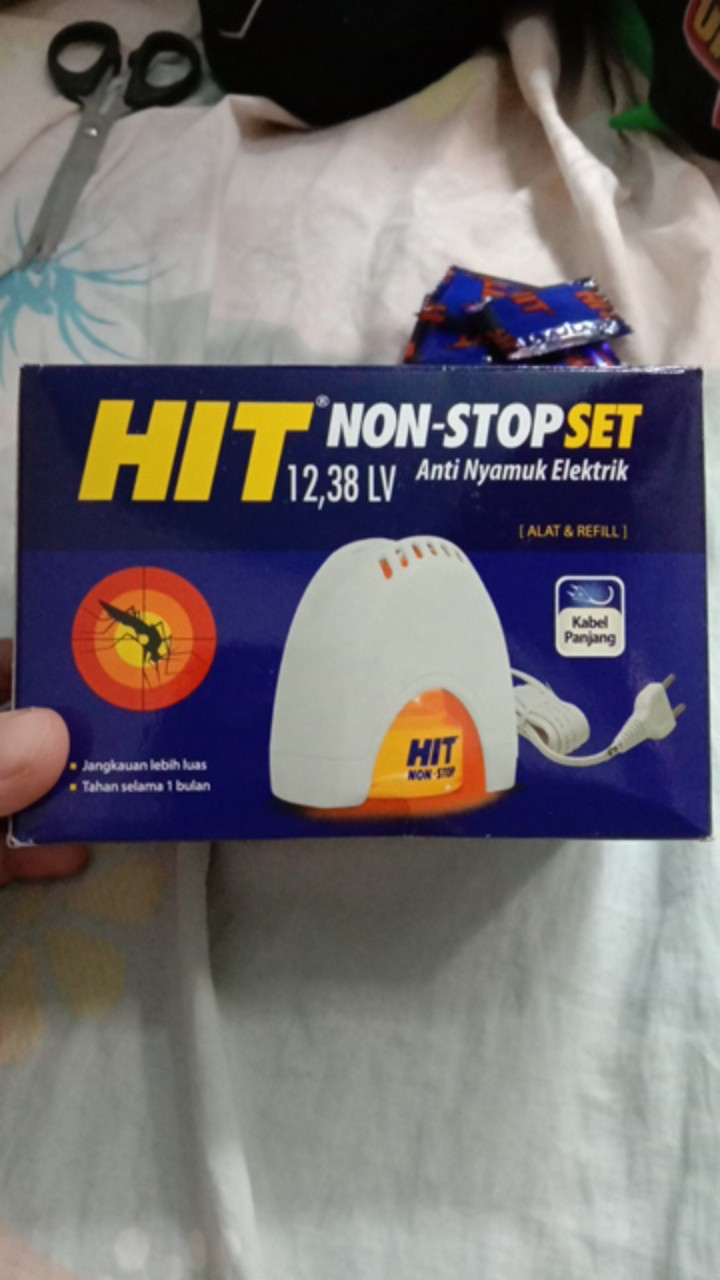 HIT® NON-STOP SET
12,38 LV Anti Nyamuk Elektrik
[ ALAT & REFILL ]
Kabel
Panjang
HIT
NON-STOP
Jangkauan lebih luas
Tahan selama 1 bulan
HIT